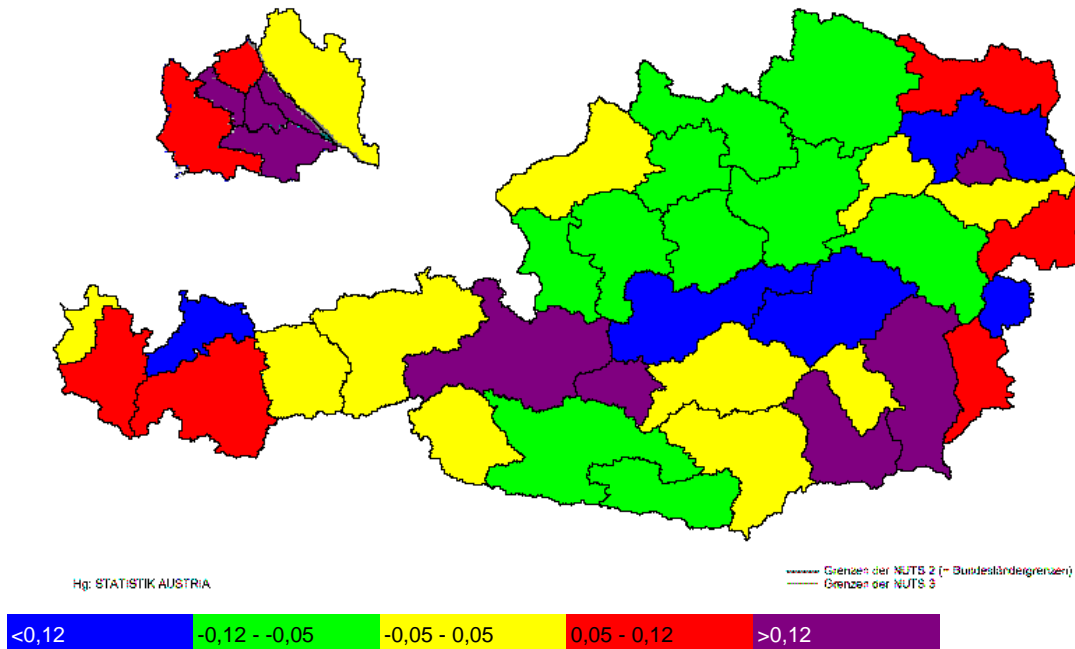 Hg: STATISTIK AUSTRIA
Grenzen der NUTS 2 (= Bundesländergrenzen)
Grenzen der NUTS 3
<0,12 -0,12 - -0,05 -0,05 - 0,05 0,05 - 0,12 >0,12